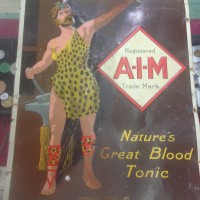 Registered
A-I-M
Trade Mark
Nature's
Great Blood
Tonic